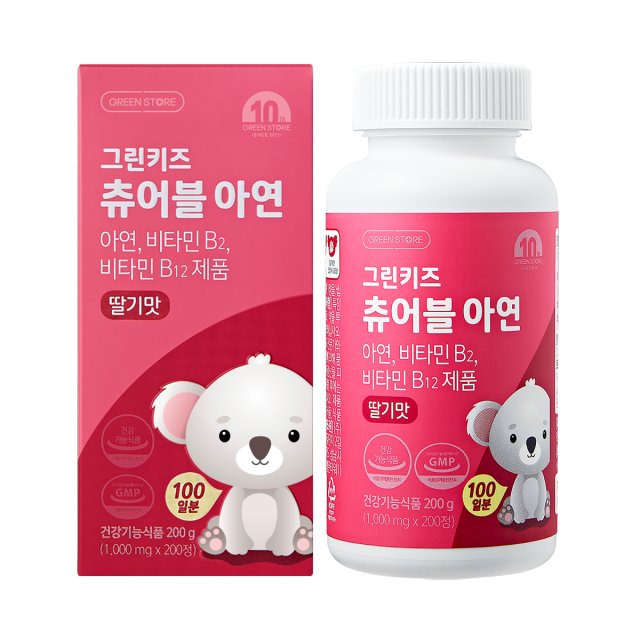 GREEN STORE
10TH
GREEN STORE
SINCE 2011
그린키즈
츄어블 아연
아연, 비타민 B2,
비타민 B12 제품
딸기맛
건강
기능식품
GMP
100
일분
건강기능식품 200 g
(1,000 mg x 200정)
GREEN STORE
10TH
GREEN STORE
그린키즈
츄어블 아연
아연, 비타민 B2,
비타민 B12 제품
딸기맛
건강
기능식품
GMP
100
일분
건강기능식품 200 g
(1,000 mg x 200정)